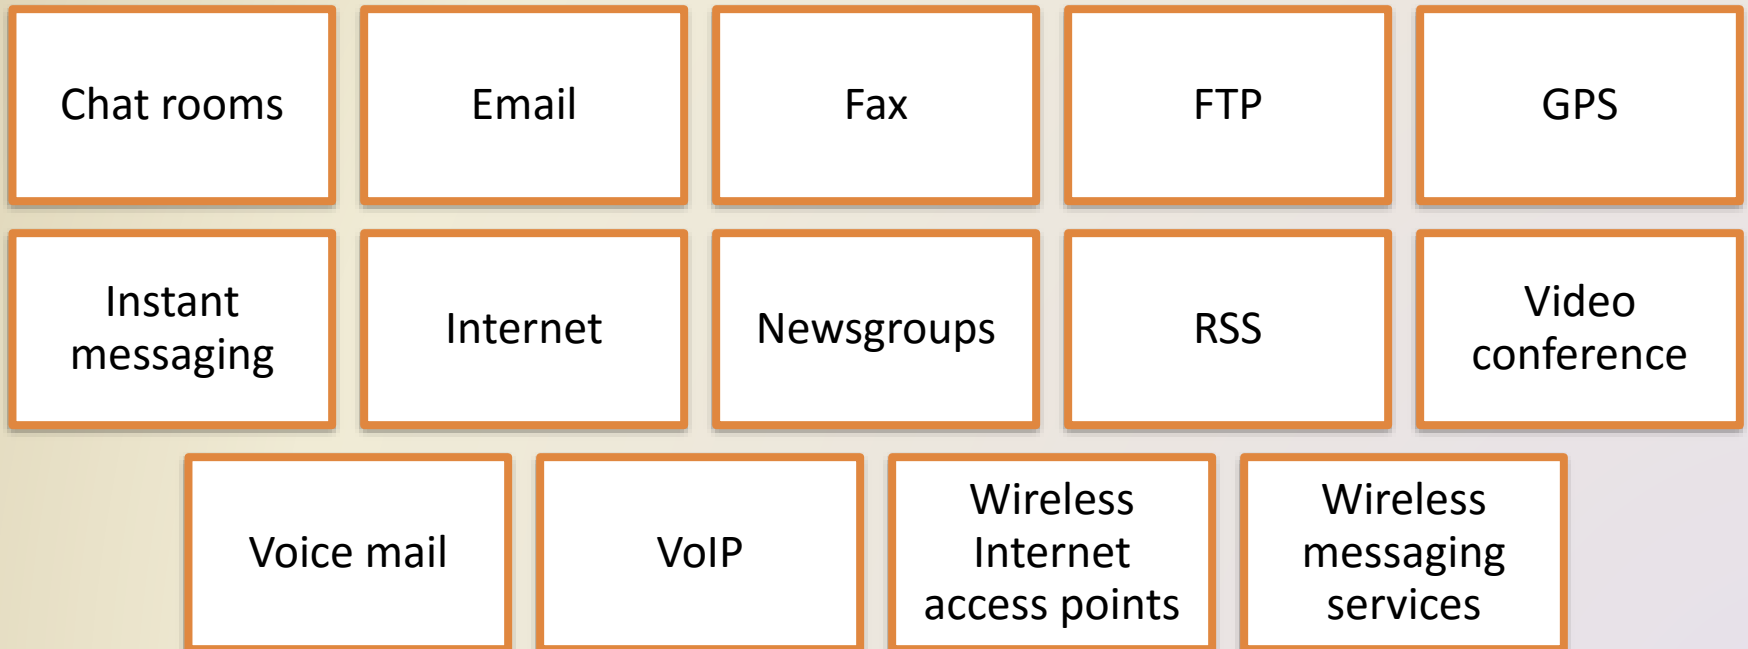 Chat rooms
Email
Fax
FTP
GPS
Instant
messaging
Internet
Newsgroups
RSS
Video
conference
Voice mail
VoIP
Wireless
Internet
access points
Wireless
messaging
services